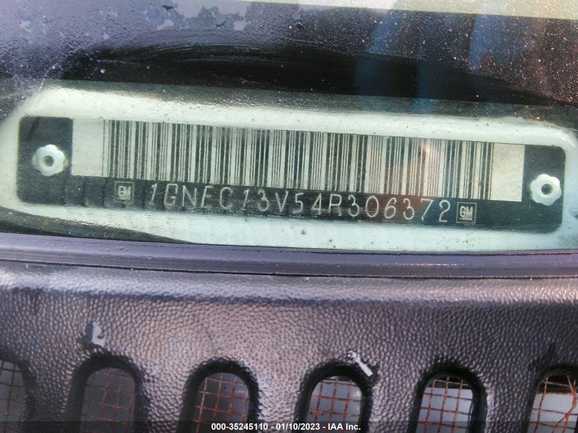 GM 1GNEC13V54R306372 GM
000-35245110 - 01/10/2023 - IAA Inc.